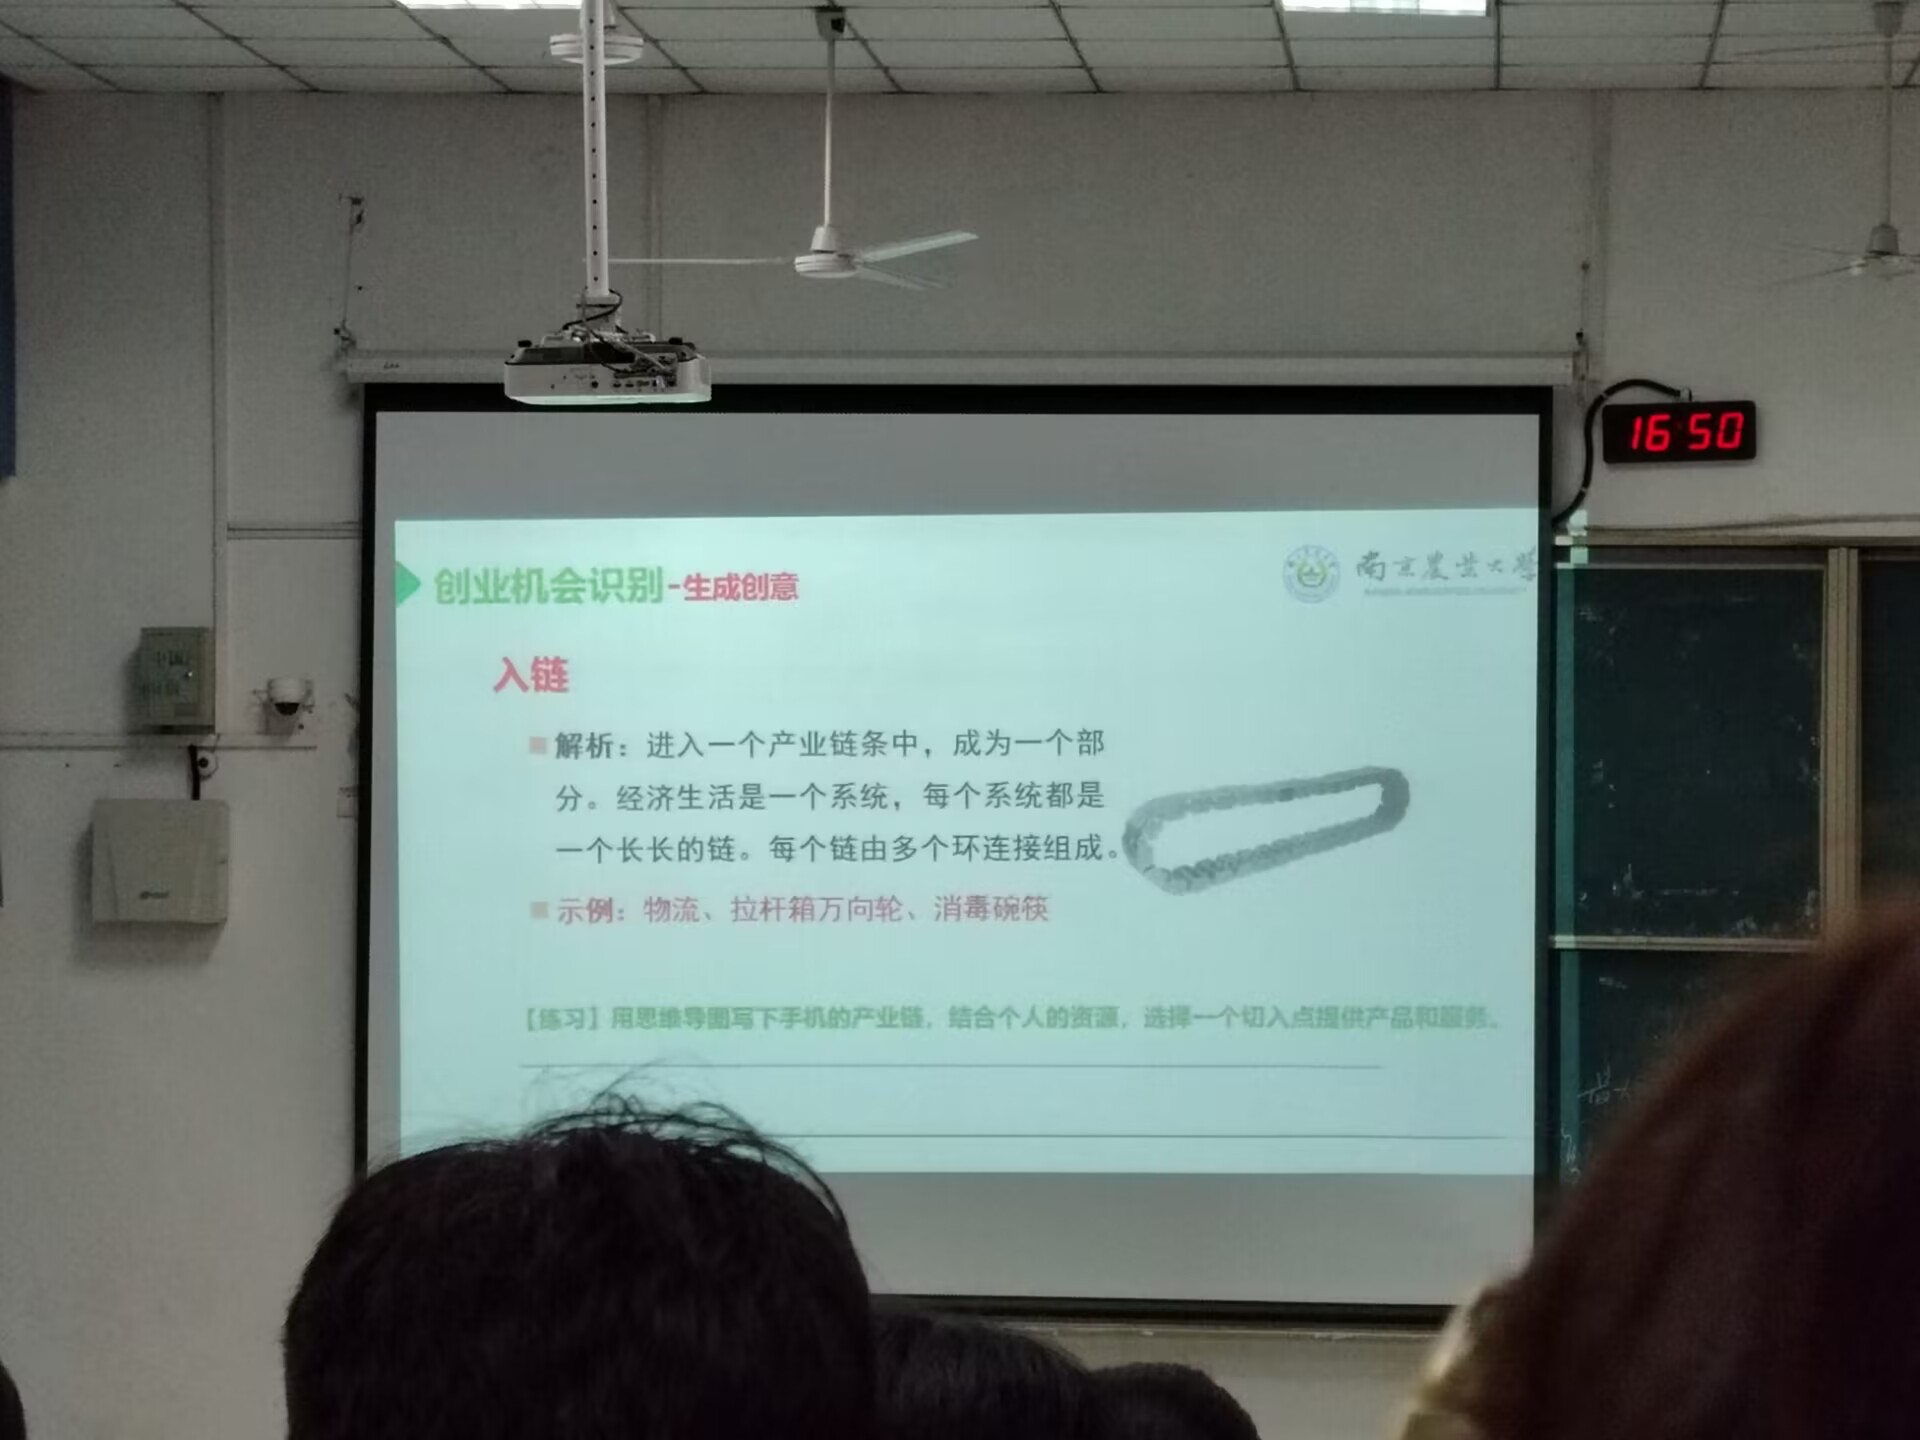 16 50
创业机会识别-生成创意
南京农业大学
入链
解析：进入一个产业链条中，成为一个部
分。经济生活是一个系统，每个系统都是
一个长长的链。每个链由多个环连接组成。
示例：物流、拉杆箱万向轮、消毒碗筷
【练习】用思维导图写下手机的产业链，结合个人的资源，选择一个切入点提供产品和服务。